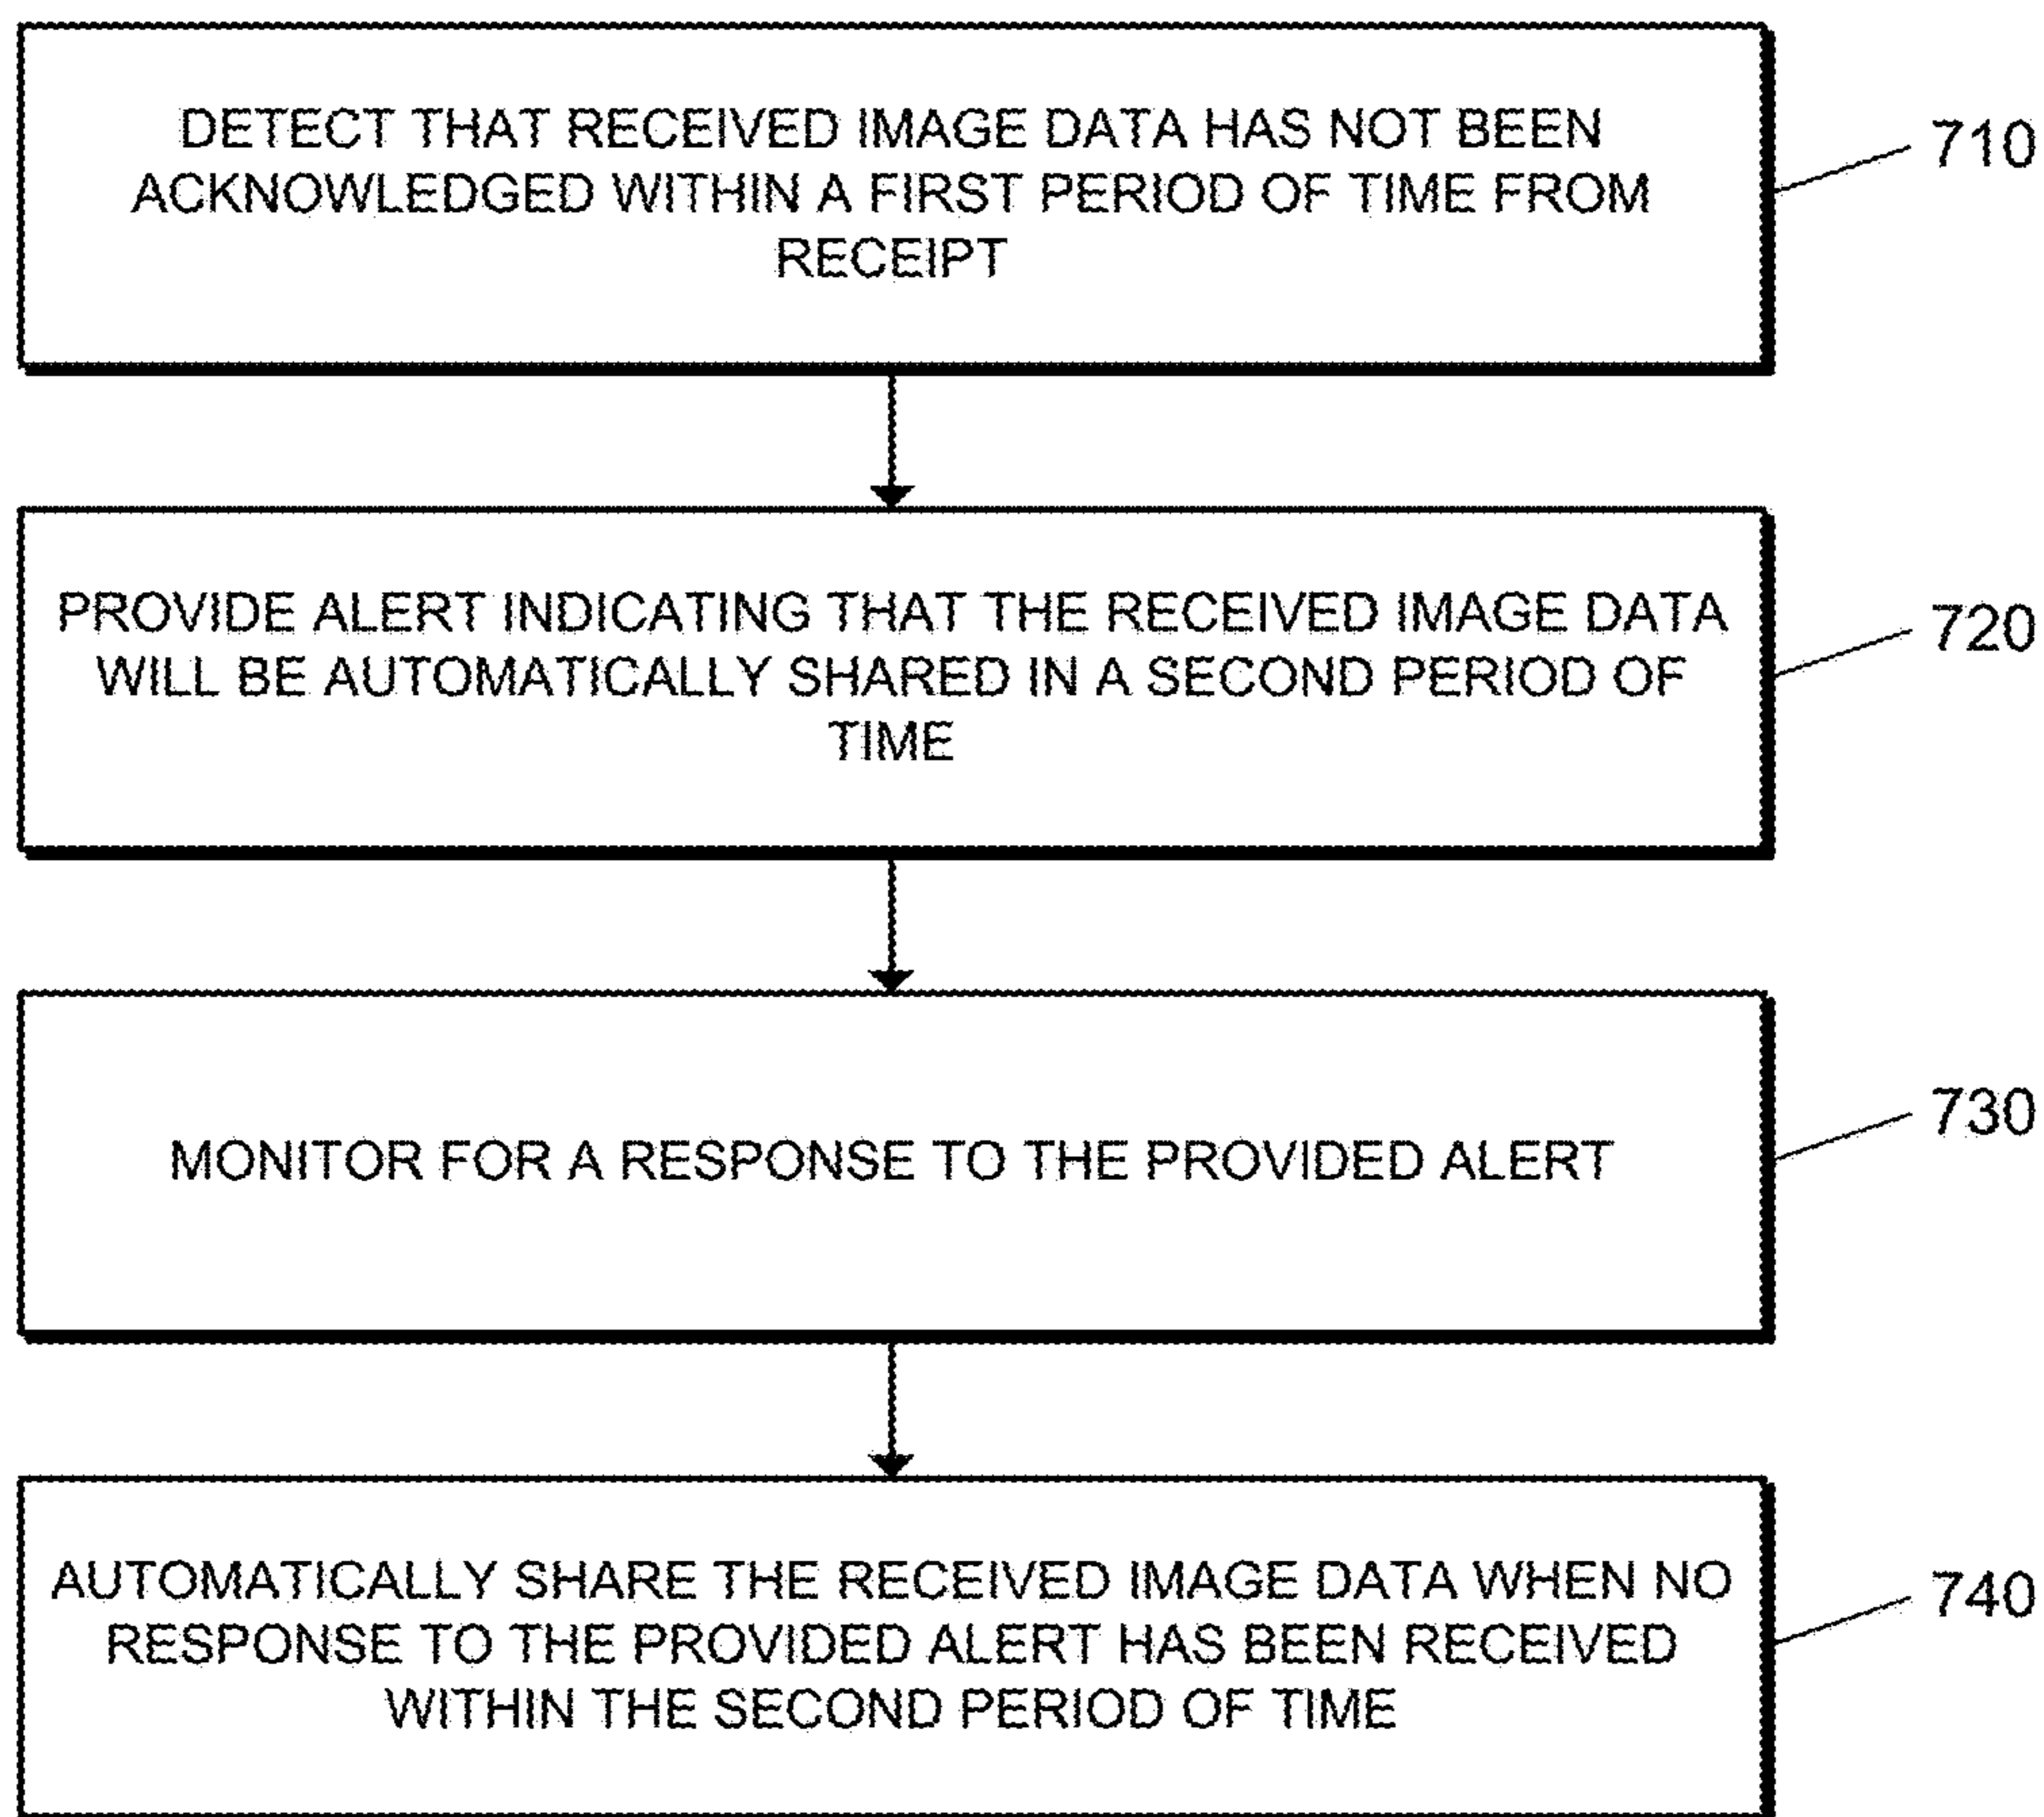 DETECT THAT RECEIVED IMAGE DATA HAS NOT BEEN
ACKNOWLEDGED WITHIN A FIRST PERIOD OF TIME FROM
RECEIPT
710
PROVIDE ALERT INDICATING THAT THE RECEIVED IMAGE DATA
WILL BE AUTOMATICALLY SHARED IN A SECOND PERIOD OF
TIME
720
MONITOR FOR A RESPONSE TO THE PROVIDED ALERT
730
AUTOMATICALLY SHARE THE RECEIVED IMAGE DATA WHEN NO
RESPONSE TO THE PROVIDED ALERT HAS BEEN RECEIVED
WITHIN THE SECOND PERIOD OF TIME
740